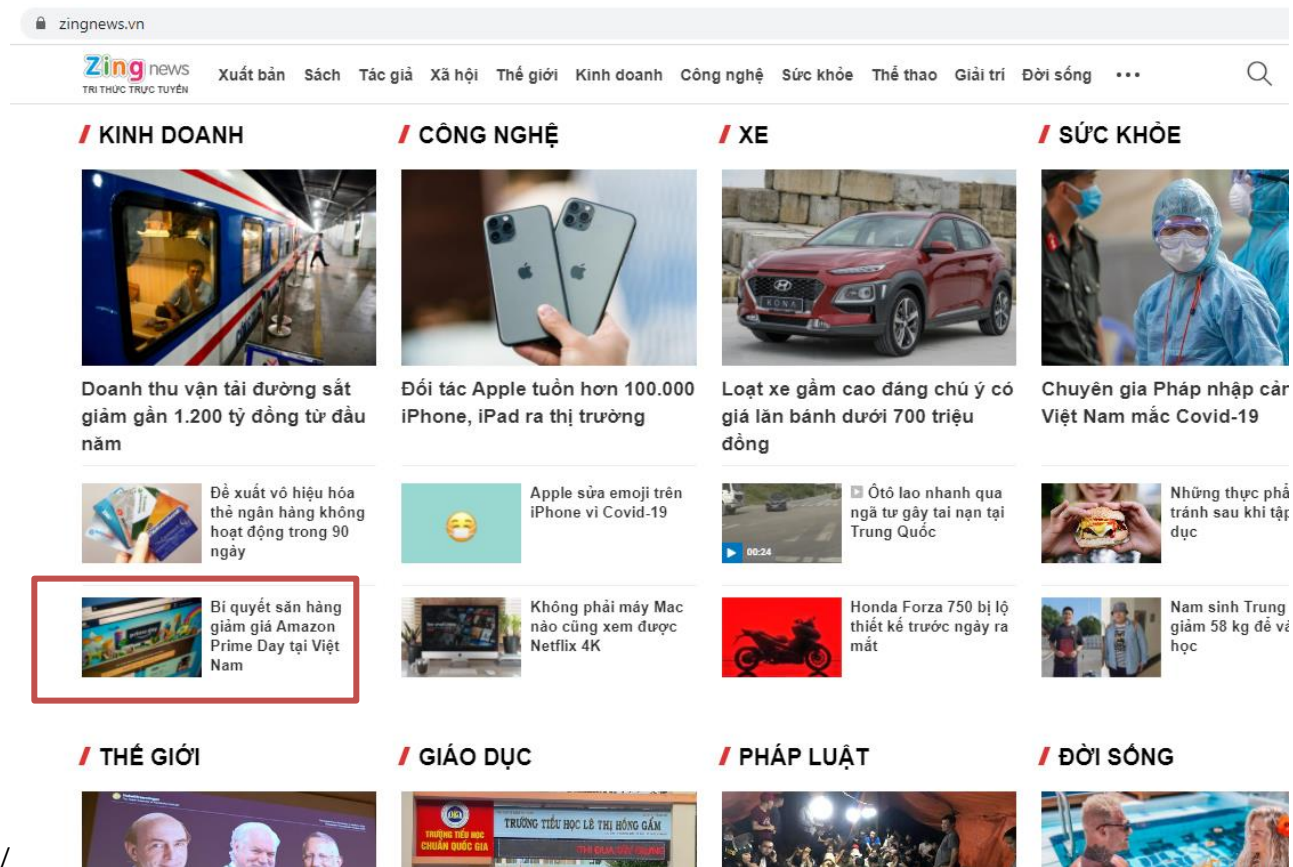 zingnews.vn
Zing news
TRI THỨC TRỰC TUYẾN
Xuất bản Sách Tác giả Xã hội Thế giới Kinh doanh Công nghệ Sức khỏe Thể thao Giải trí Đời sống •••
KINH DOANH
Doanh thu vận tải đường sắt
giảm gần 1.200 tỷ đồng từ đầu
năm
Đề xuất vô hiệu hóa
thẻ ngân hàng không
hoạt động trong 90
ngày
Bí quyết săn hàng
giảm giá Amazon
Prime Day tại Việt
Nam
CÔNG NGHỆ
Đối tác Apple tuồn hơn 100.000
iPhone, iPad ra thị trường
Apple sửa emoji trên
iPhone vì Covid-19
Không phải máy Mac
nào cũng xem được
Netflix 4K
XE
KONA
Loạt xe gầm cao đáng chú ý có
giá lăn bánh dưới 700 triệu
đồng
Ôtô lao nhanh qua
ngã tư gây tai nạn tại
Trung Quốc
00:24
Honda Forza 750 bị lộ
thiết kế trước ngày ra
mắt
SỨC KHỎE
Chuyên gia Pháp nhập cản
Việt Nam mắc Covid-19
Những thực phẩ
tránh sau khi tập
dục
Nam sinh Trung
giảm 58 kg để và
học
THẾ GIỚI
GIÁO DỤC
TRƯỜNG TIỂU HỌC
CHUẨN QUỐC GIA
TRƯỜNG TIỂU HỌC LÊ THỊ HỒNG GẤM
PHÁP LUẬT
ĐỜI SỐNG
/